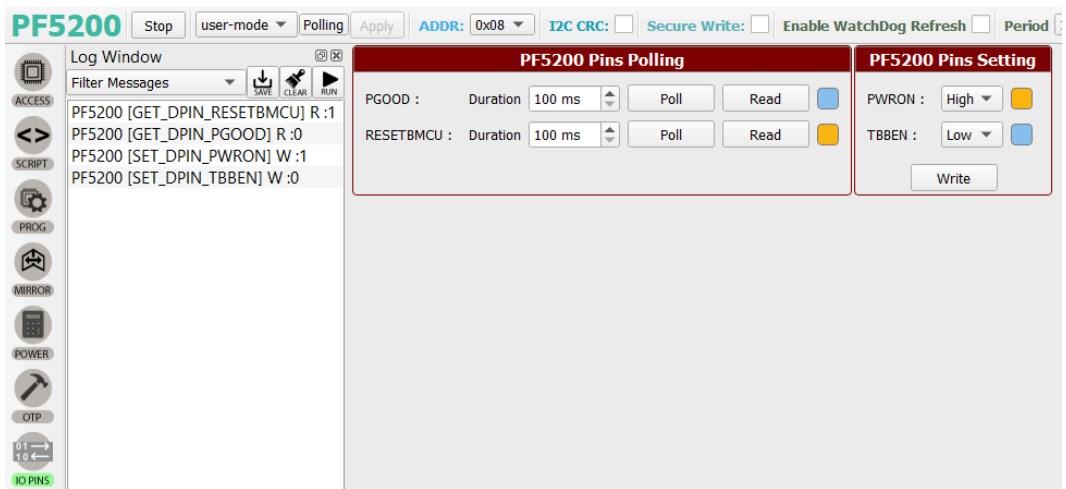 PF5200 Stop user-mode Polling Apply ADDR: 0x08 I2C CRC: Secure Write: Enable WatchDog Refresh Period
ACCESS
SCRIPT
PROG
MIRROR
POWER
OTP
01
10
IO PINS
Log Window
Filter Messages SAVE CLEAR RUN
PF5200 [GET_DPIN_RESETBMCU] R :1
PF5200 [GET_DPIN_PGOOD] R :0
PF5200 [SET_DPIN_PWRON] W :1
PF5200 [SET_DPIN_TBBEN] W :0
PF5200 Pins Polling
PGOOD : Duration 100 ms Poll Read
RESETBMCU : Duration 100 ms Poll Read
PF5200 Pins Setting
PWRON : High
TBBEN : Low
Write